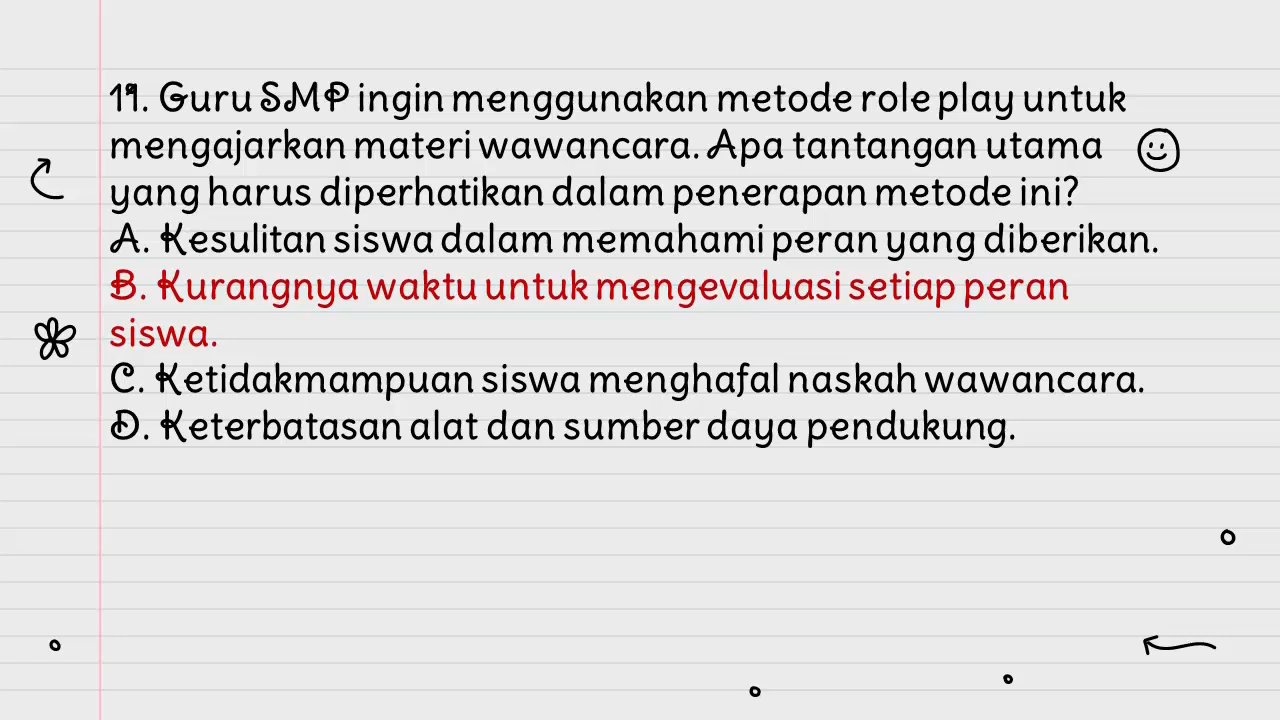 19. Guru SMP ingin menggunakan metode role play untuk
mengajarkan materi wawancara. Apa tantangan utama
yang harus diperhatikan dalam penerapan metode ini?
A. Kesulitan siswa dalam memahami peran yang diberikan.
B. Kurangnya waktu untuk mengevaluasi setiap peran
siswa.
C. Ketidakmampuan siswa menghafal naskah wawancara.
D. Keterbatasan alat dan sumber daya pendukung.